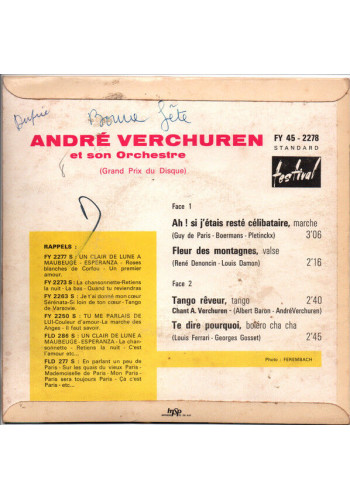 Bonne fête
ANDRÉ VERCHUREN
et son Orchestre
(Grand Prix du Disque)
FY 45 - 2278
STANDARD
festival
Face 1
Ah ! si j'étais resté célibataire, marche
(Guy de Paris - Boermans - Pletinckx) 3'06
Fleur des montagnes, valse
(René Denoncin - Louis Daman) 2'16
Face 2
Tango rêveur, tango 2'40
Chant A. Verchuren - (Albert Baron - André Verchuren)
Te dire pourquoi, boléro cha cha
(Louis Ferrari - Georges Gosset) 2'45
Photo : FEREMBACH
RAPPELS :
FY 2277 S : UN CLAIR DE LUNE A
MAUBEUGE - ESPERANZA - Roses
blanches de Corfou - Un premier
amour.
FY 2273 S : La chansonnette-Retiens
la nuit - La bas - Quand tu reviendras
FY 2263 S : Je t'ai donné mon cœur
Sérénata-Si loin de ton cœur-Tango
de Varsovie.
FY 2250 S : TU ME PARLAIS DE
LUI-Couleur d'amour-Le marche des
Anges - Il faut savoir.
FLD 285 S : UN CLAIR DE LUNE A
MAUBEUGE - ESPERANZA - La chan-
sonnette - Retiens la nuit - C'est
l'amour etc...
FLD 277 S : En parlant un peu de
Paris - Sur les quais du vieux Paris-
Mademoiselle de Paris - Mon Paris -
Paris sera toujours Paris - Ça c'est
Paris - etc...